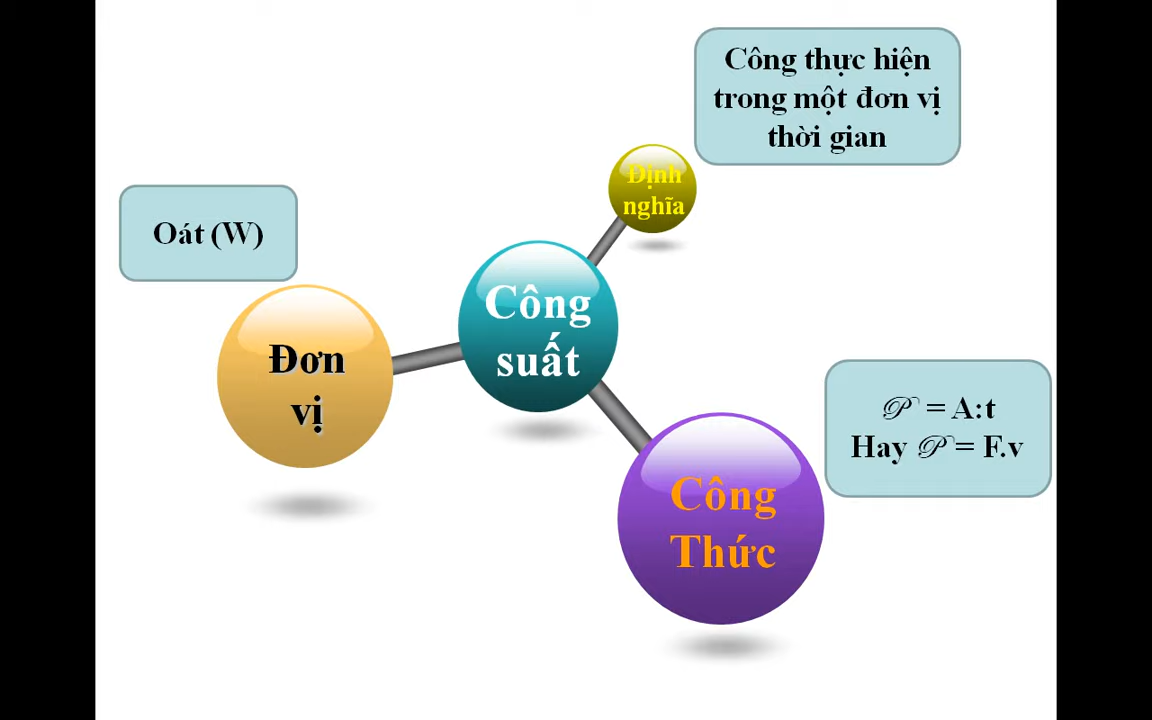 Công thực hiện
trong một đơn vị
thời gian
Định
nghĩa
Oát (W)
Công
suất
Đơn
vị
𝒫 = A:t
Hay 𝒫 = F.v
Công
Thức